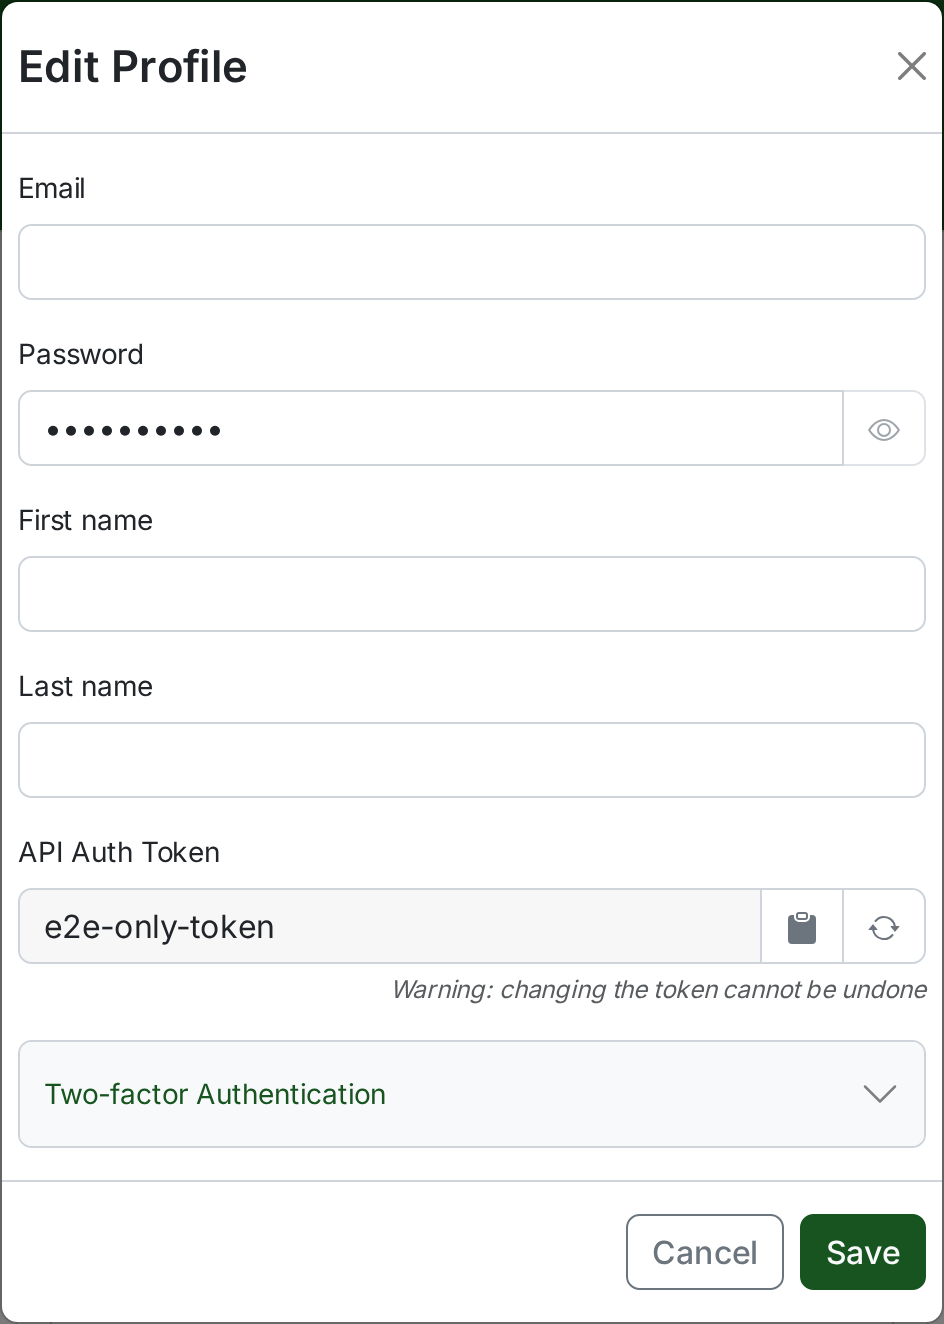 Edit Profile
Email
Password
••••••••••
First name
Last name
API Auth Token
e2e-only-token
Warning: changing the token cannot be undone
Two-factor Authentication
Cancel
Save